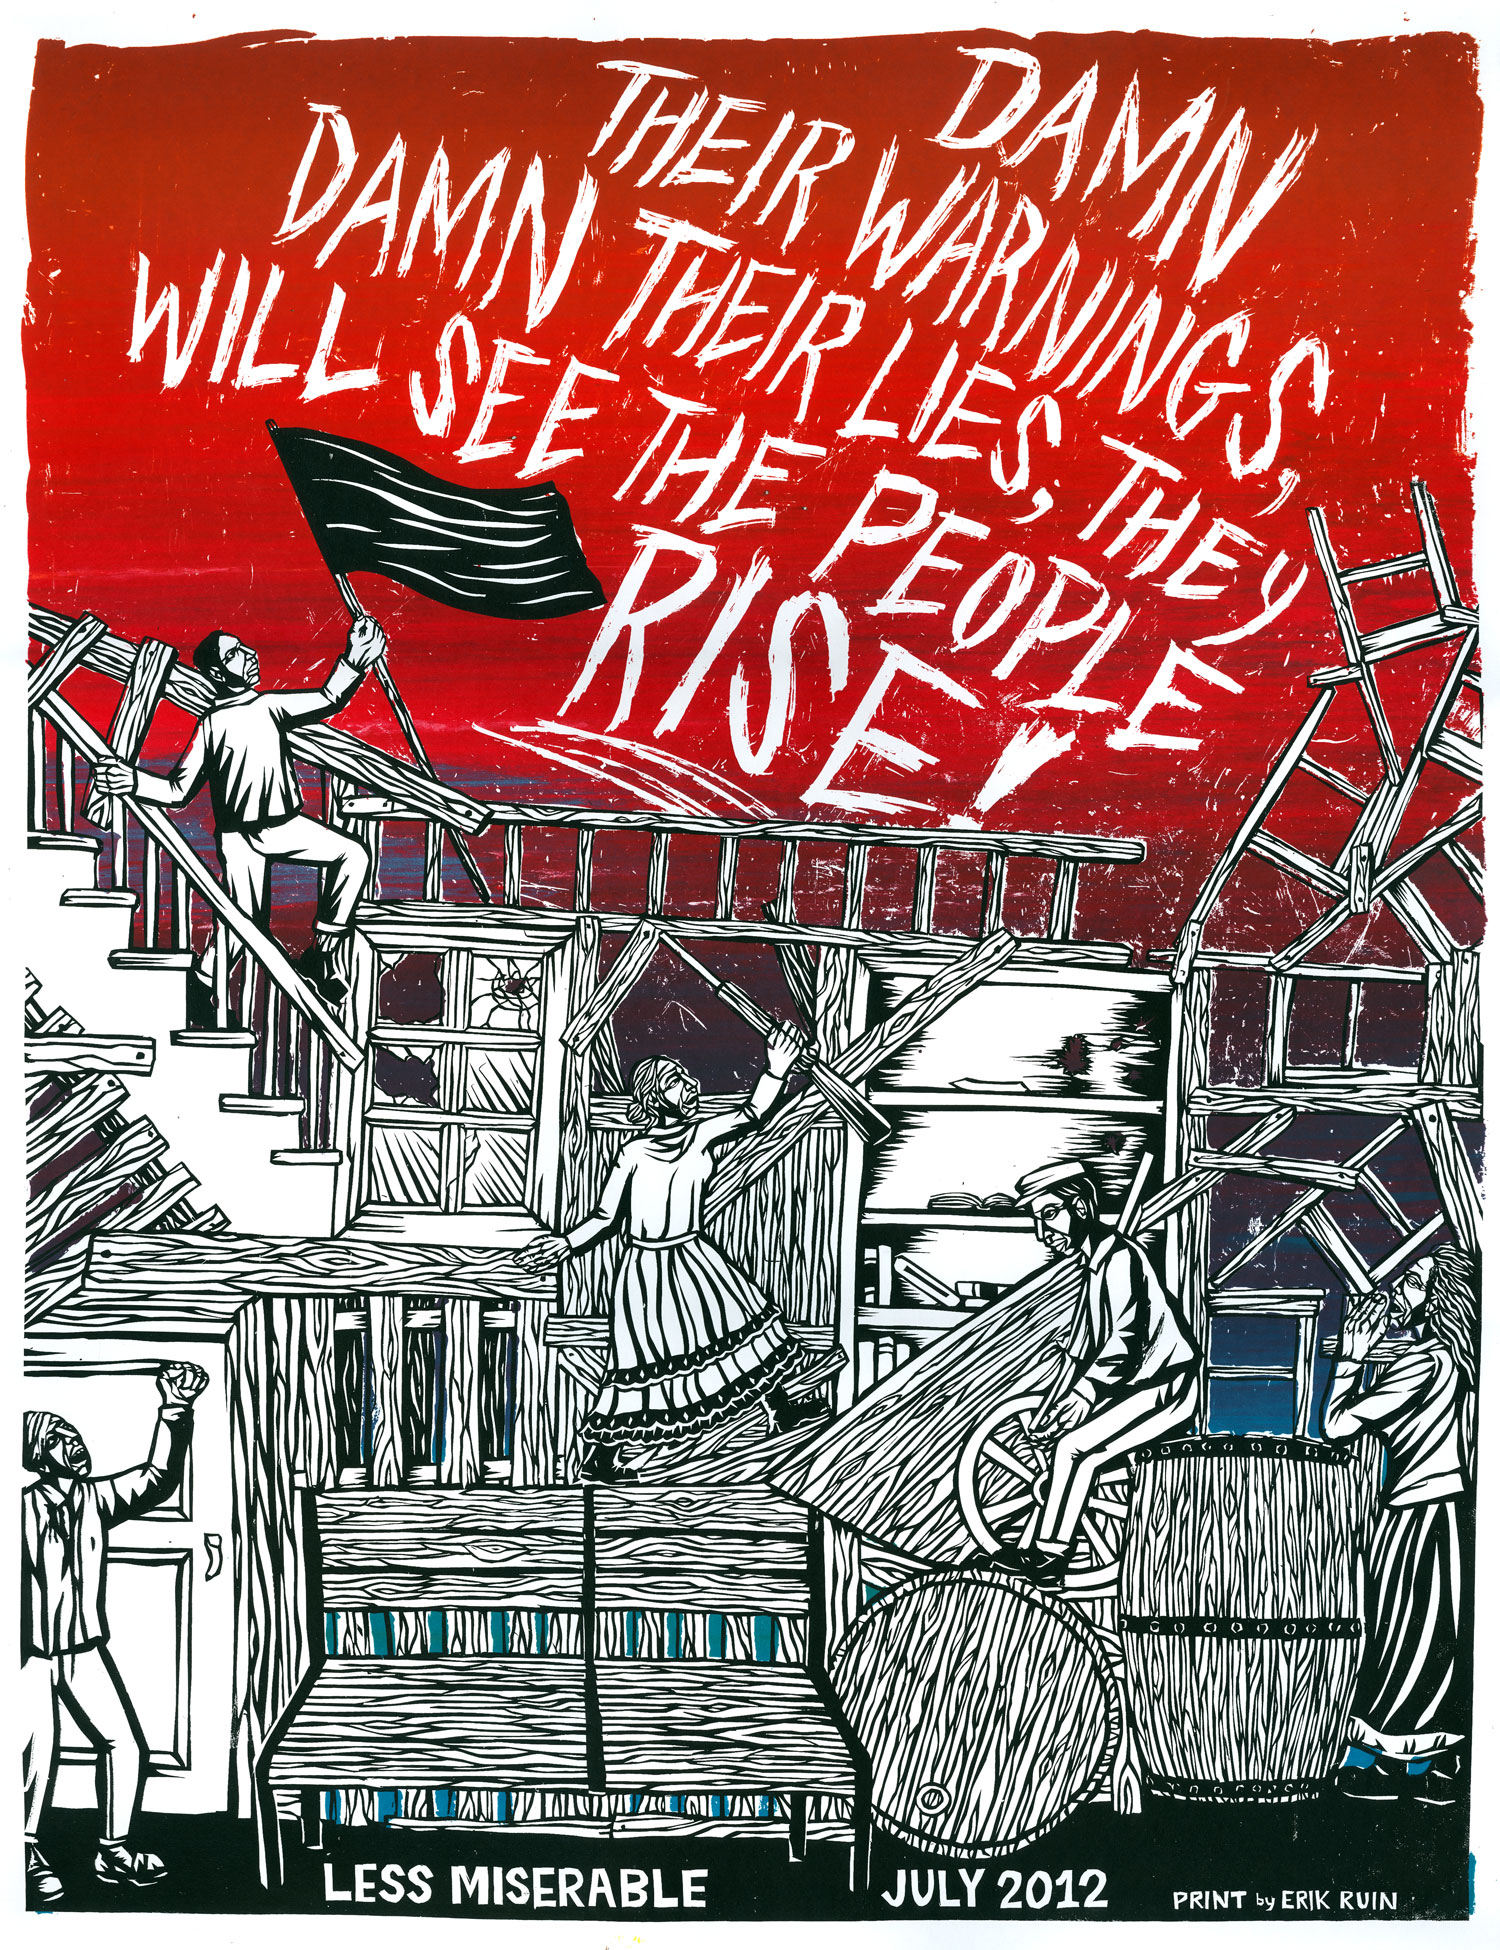 DAMN
THEIR WARNINGS,
DAMN THEIR LIES, THEY
WILL SEE THE PEOPLE
RISE!
LESS MISERABLE JULY 2012 PRINT by ERIK RUIN